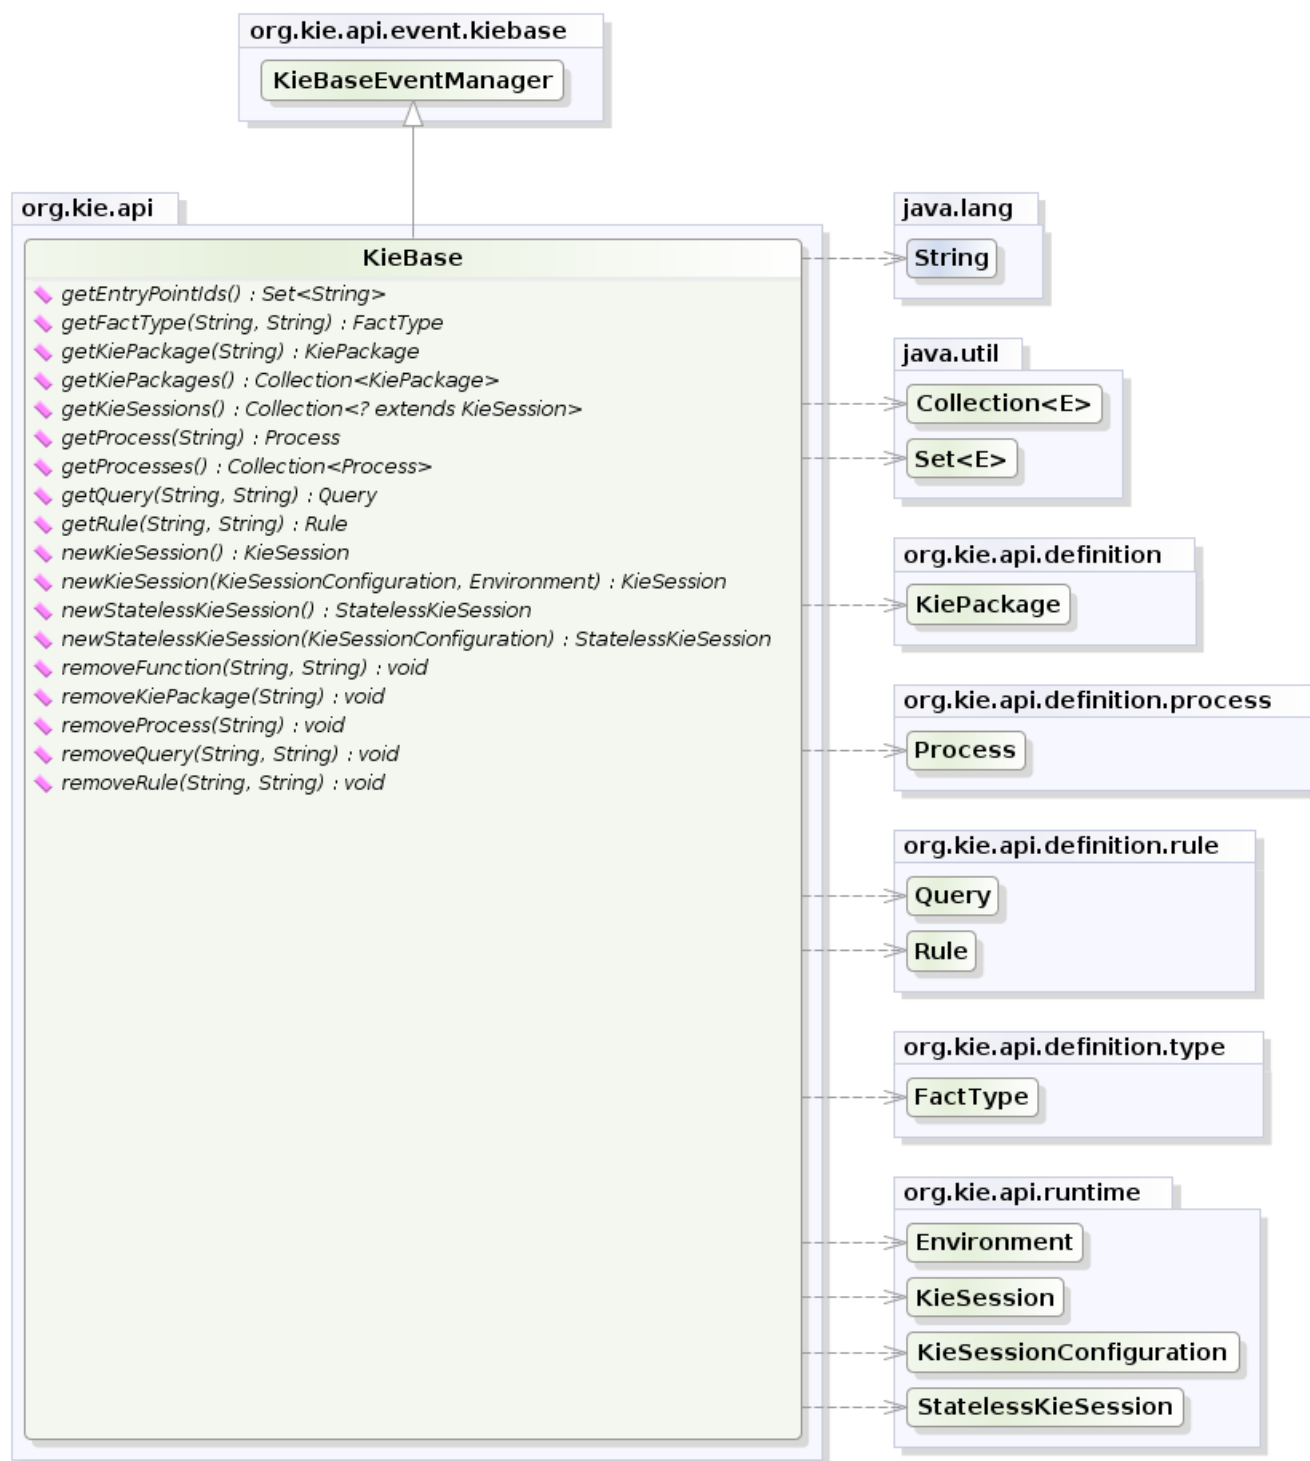 org.kie.api.event.kiebase
KieBaseEventManager
org.kie.api
KieBase
getEntryPointIds() : Set<String>
getFactType(String, String) : FactType
getKiePackage(String) : KiePackage
getKiePackages() : Collection<KiePackage>
getKieSessions() : Collection<? extends KieSession>
getProcess(String) : Process
getProcesses() : Collection<Process>
getQuery(String, String) : Query
getRule(String, String) : Rule
newKieSession() : KieSession
newKieSession(KieSessionConfiguration, Environment) : KieSession
newStatelessKieSession() : StatelessKieSession
newStatelessKieSession(KieSessionConfiguration) : StatelessKieSession
removeFunction(String, String) : void
removeKiePackage(String) : void
removeProcess(String) : void
removeQuery(String, String) : void
removeRule(String, String) : void
java.lang
String
java.util
Collection<E>
Set<E>
org.kie.api.definition
KiePackage
org.kie.api.definition.process
Process
org.kie.api.definition.rule
Query
Rule
org.kie.api.definition.type
FactType
org.kie.api.runtime
Environment
KieSession
KieSessionConfiguration
StatelessKieSession